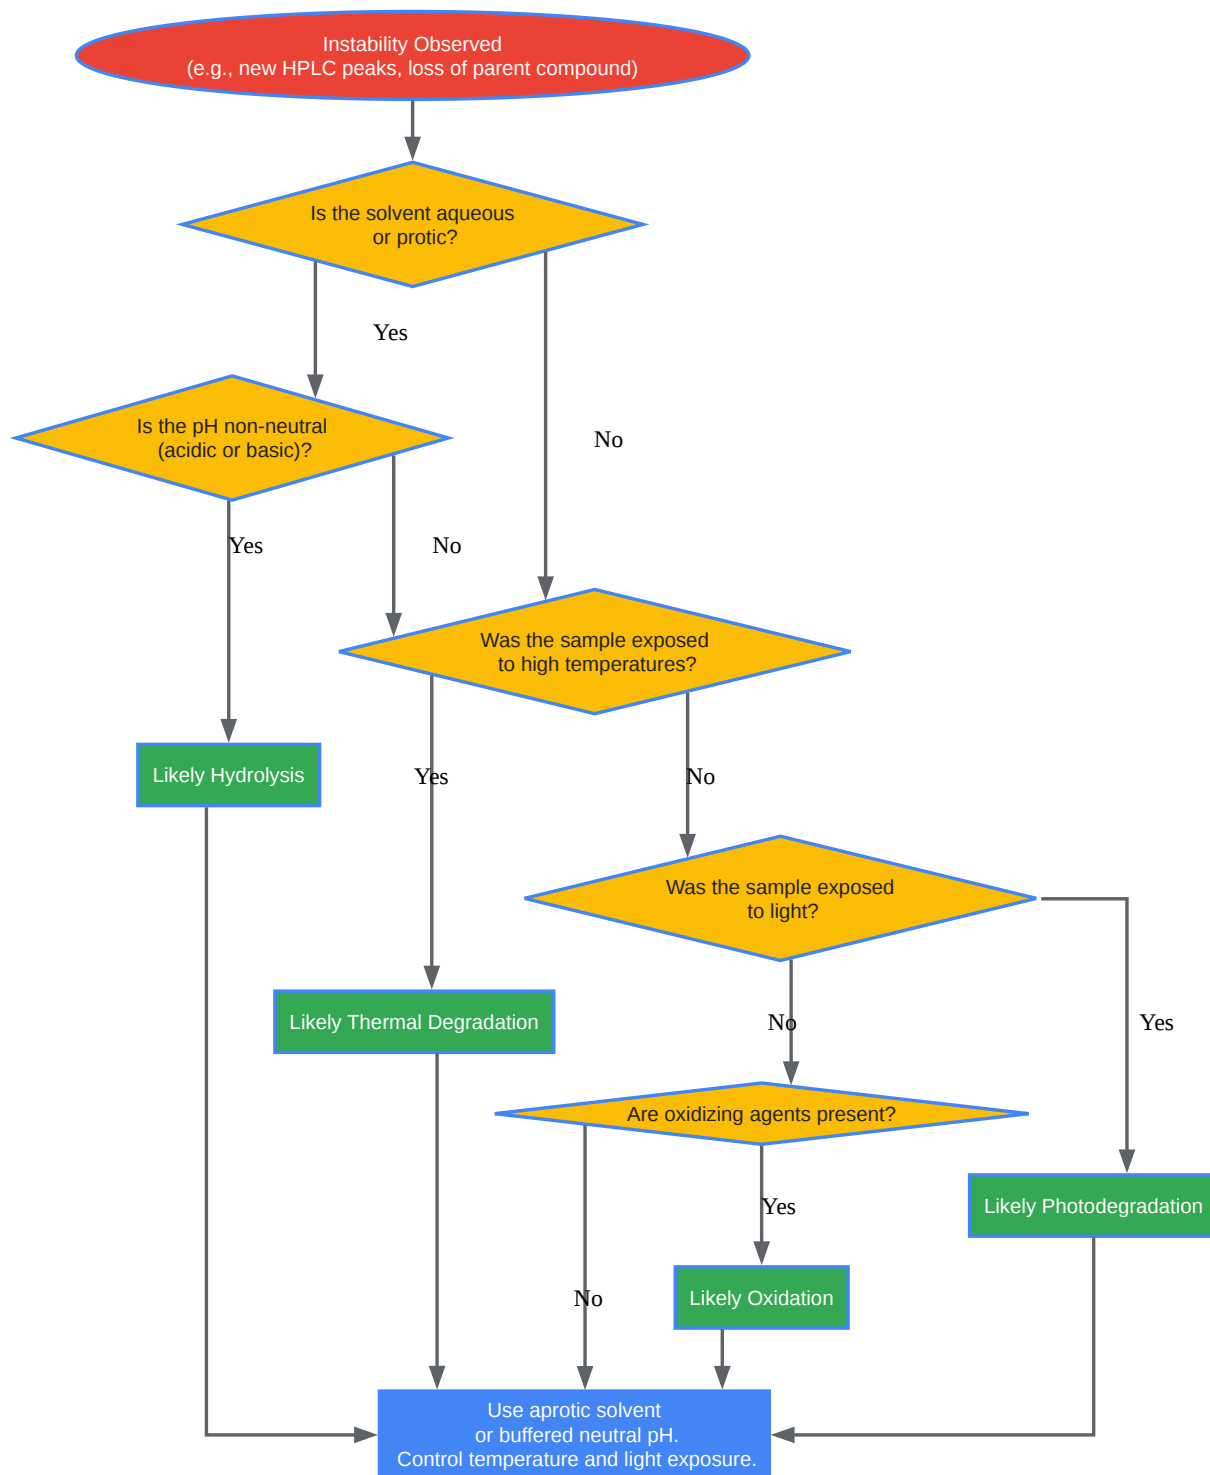 Instability Observed
(e.g., new HPLC peaks, loss of parent compound)
Is the solvent aqueous
or protic?
Yes
Is the pH non-neutral
(acidic or basic)?
No
Yes
No
Was the sample exposed
to high temperatures?
Likely Hydrolysis
Yes
No
Was the sample exposed
to light?
Likely Thermal Degradation
No
Yes
Are oxidizing agents present?
Yes
Likely Photodegradation
No
Likely Oxidation
Use aprotic solvent
or buffered neutral pH.
Control temperature and light exposure.